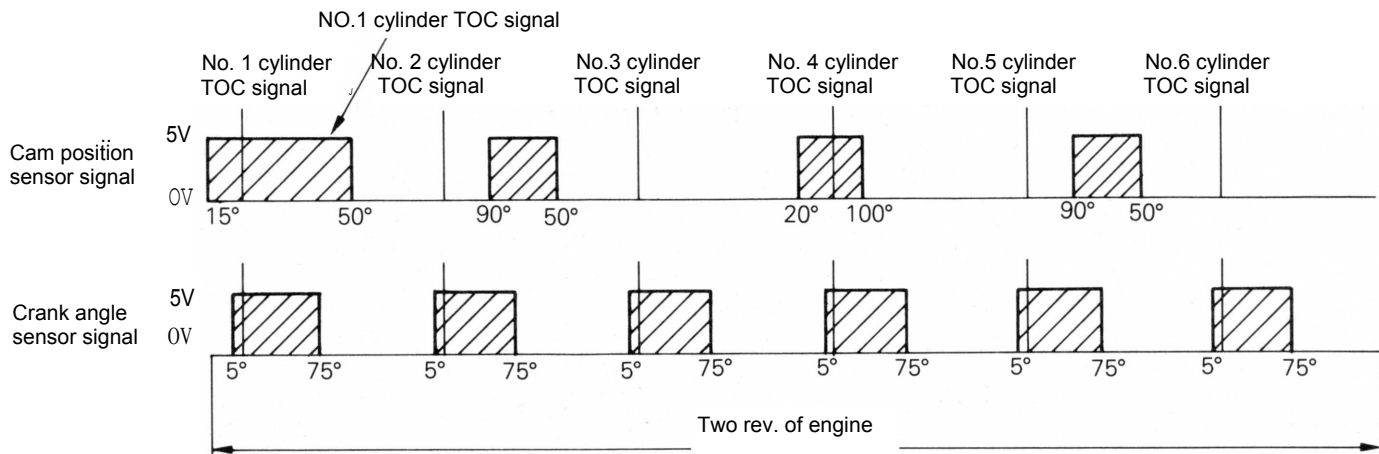 NO.1 cylinder TOC signal
No. 1 cylinder
TOC signal
No. 2 cylinder
TOC signal
No.3 cylinder
TOC signal
No. 4 cylinder
TOC signal
No.5 cylinder
TOC signal
No.6 cylinder
TOC signal
Cam position
sensor signal
5V
0V
15° 50° 90° 50° 20° 100° 90° 50°
Crank angle
sensor signal
5V
0V
5° 75° 5° 75° 5° 75° 5° 75° 5° 75° 5° 75°
Two rev. of engine